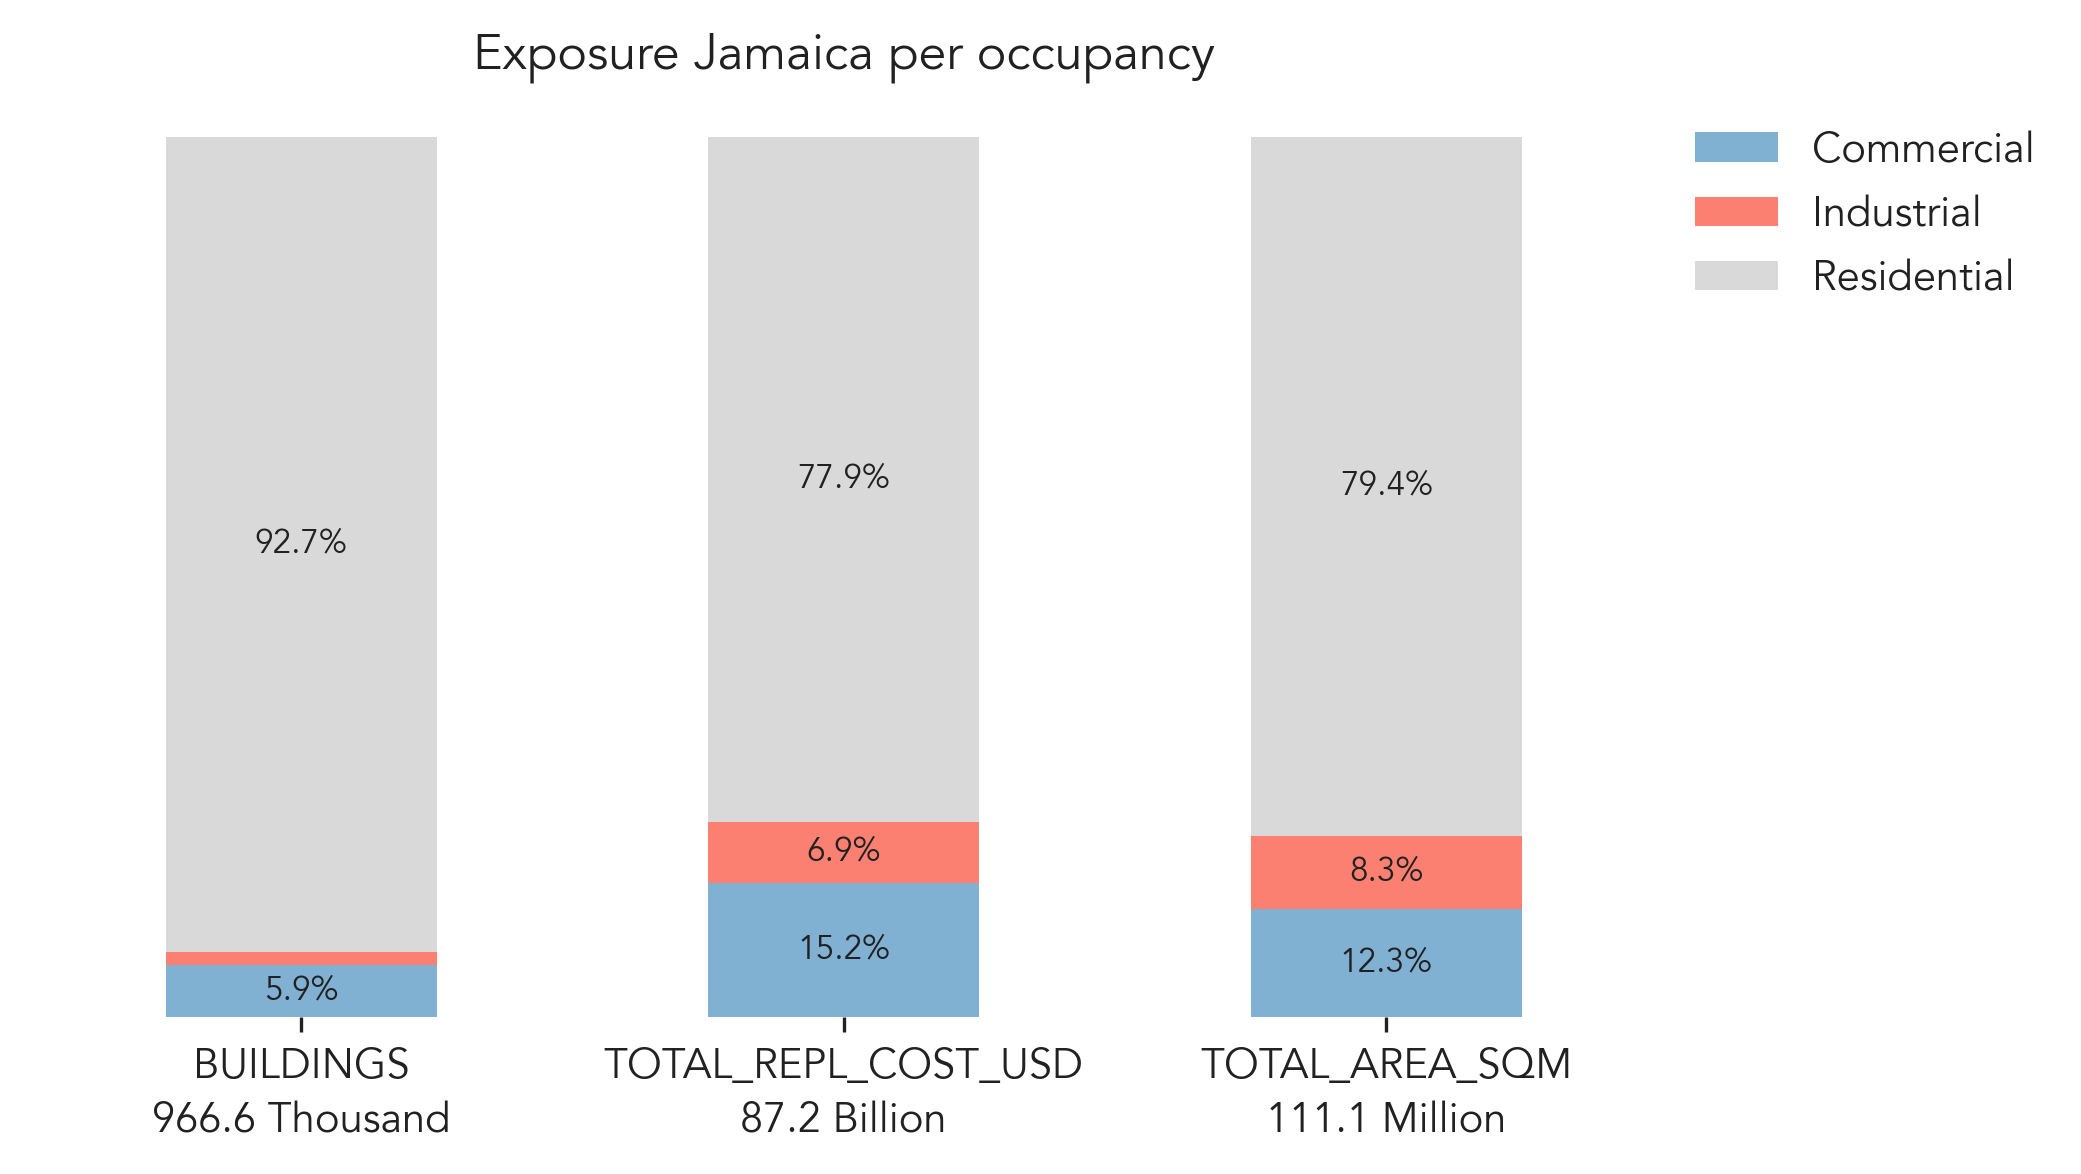 Exposure Jamaica per occupancy
Commercial
Industrial
Residential
92.7%
5.9%
77.9%
6.9%
15.2%
79.4%
8.3%
12.3%
BUILDINGS
966.6 Thousand
TOTAL_REPL_COST_USD
87.2 Billion
TOTAL_AREA_SQM
111.1 Million